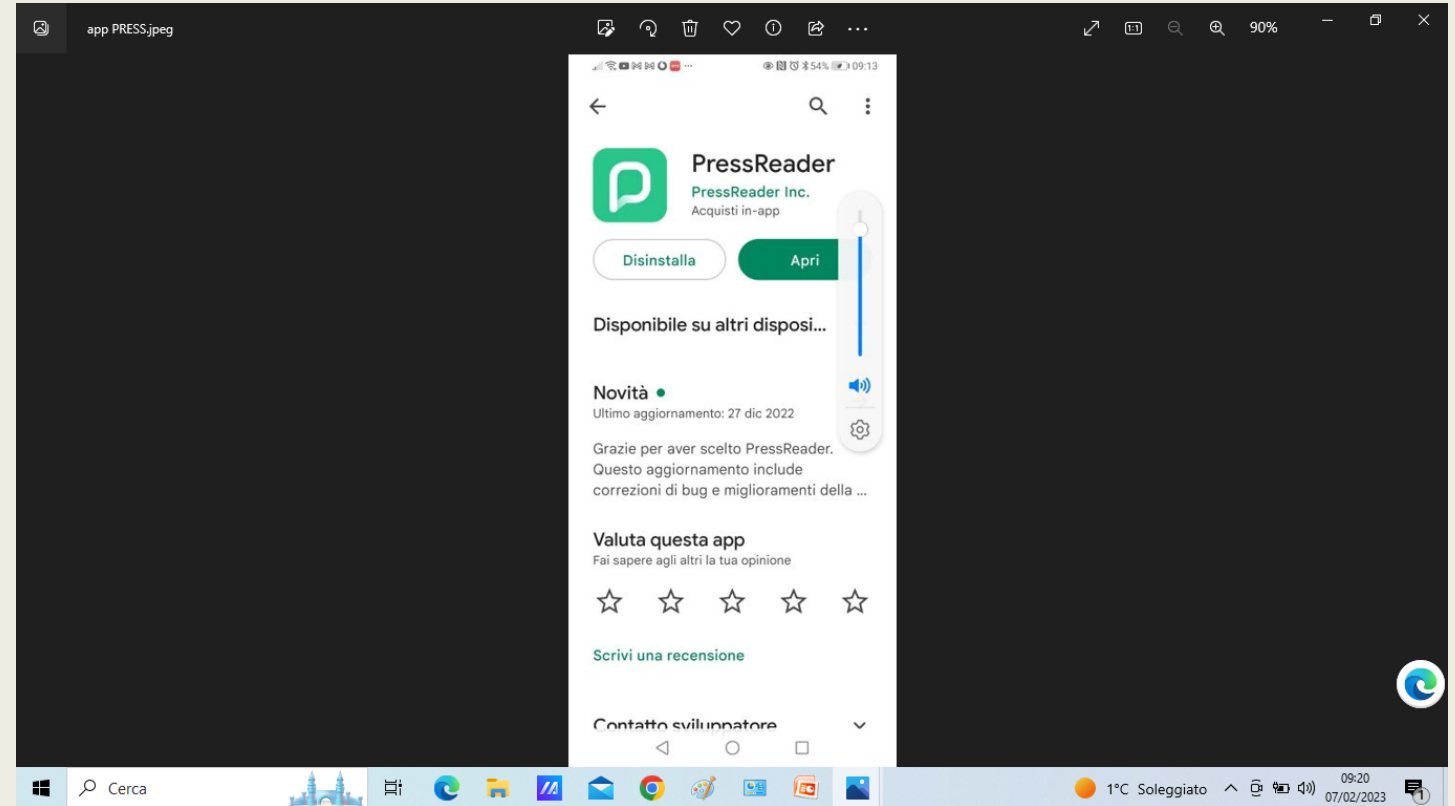 app PRESS.jpeg
90%
54% 09:13
PressReader
PressReader Inc.
Acquisti in-app
Disinstalla
Apri
Disponibile su altri disposi...
Novità
Ultimo aggiornamento: 27 dic 2022
Grazie per aver scelto PressReader.
Questo aggiornamento include
correzioni di bug e miglioramenti della ...
Valuta questa app
Fai sapere agli altri la tua opinione
Scrivi una recensione
Contatto sviluppatore
Cerca
1°C Soleggiato
09:20
07/02/2023
1